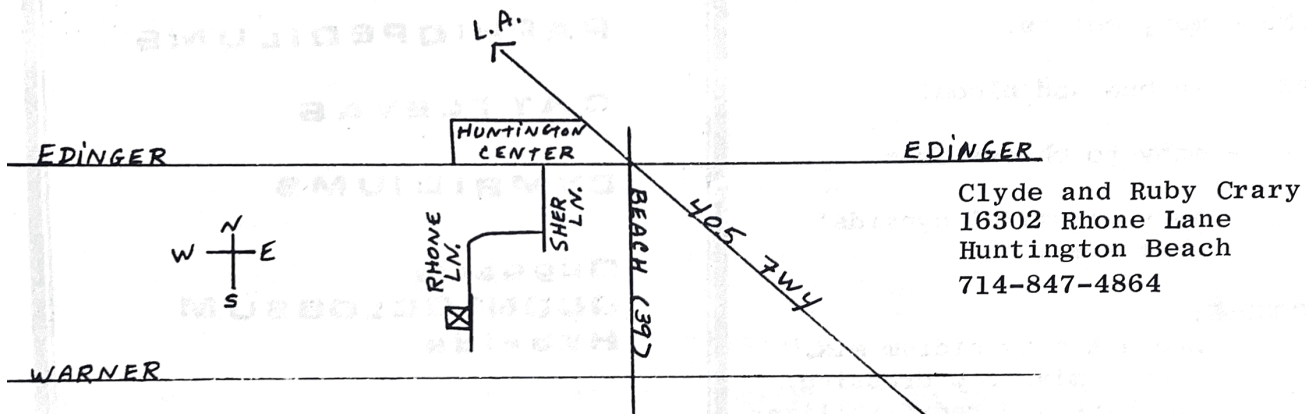 L.A.
HUNTINGTON
CENTER
EDINGER
EDINGER
Clyde and Ruby Crary
16302 Rhone Lane
Huntington Beach
714-847-4864
N
W E
S
RHONE
LN.
SHER
LN.
BEACH (39)
405 7WY
WARNER